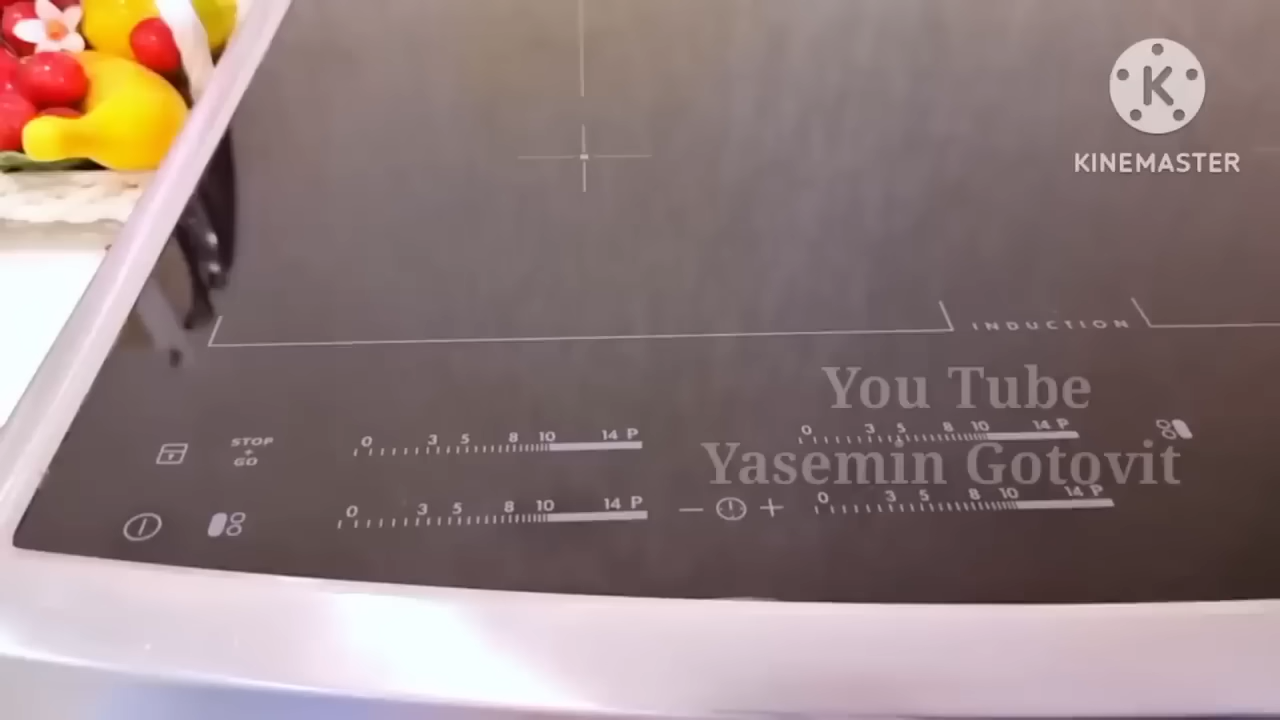 KINEMASTER
INDUCTION
You Tube
Yasemin Gotovit
STOP
+
GO
0 3 5 8 10 14 P
0 3 5 8 10 14 P
0 3 5 8 10 14 P
− +
0 3 5 8 10 14 P